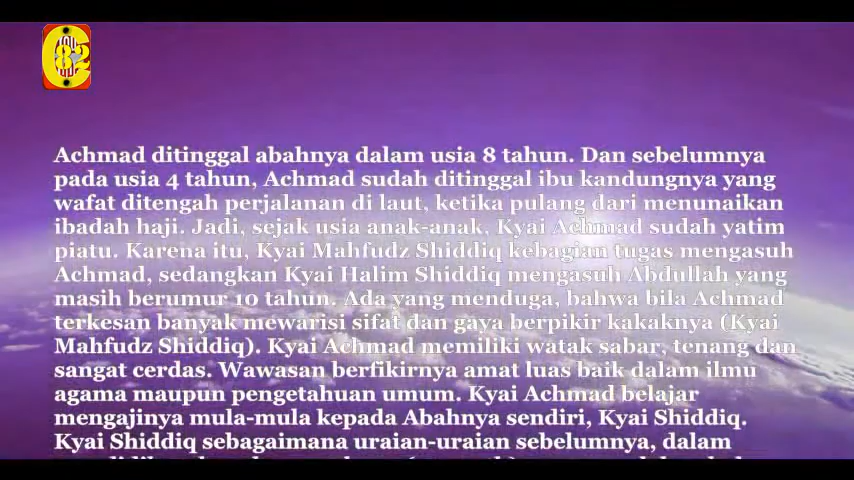 82
Achmad ditinggal abahnya dalam usia 8 tahun. Dan sebelumnya
pada usia 4 tahun, Achmad sudah ditinggal ibu kandungnya yang
wafat ditengah perjalanan di laut, ketika pulang dari menunaikan
ibadah haji. Jadi, sejak usia anak-anak, Kyai Achmad sudah yatim
piatu. Karena itu, Kyai Mahfudz Shiddiq kebagian tugas mengasuh
Achmad, sedangkan Kyai Halim Shiddiq mengasuh Abdullah yang
masih berumur 10 tahun. Ada yang menduga, bahwa bila Achmad
terkesan banyak mewarisi sifat dan gaya berpikir kakaknya (Kyai
Mahfudz Shiddiq). Kyai Achmad memiliki watak sabar, tenang dan
sangat cerdas. Wawasan berfikirnya amat luas baik dalam ilmu
agama maupun pengetahuan umum. Kyai Achmad belajar
mengajinya mula-mula kepada Abahnya sendiri, Kyai Shiddiq.
Kyai Shiddiq sebagaimana uraian-uraian sebelumnya, dalam